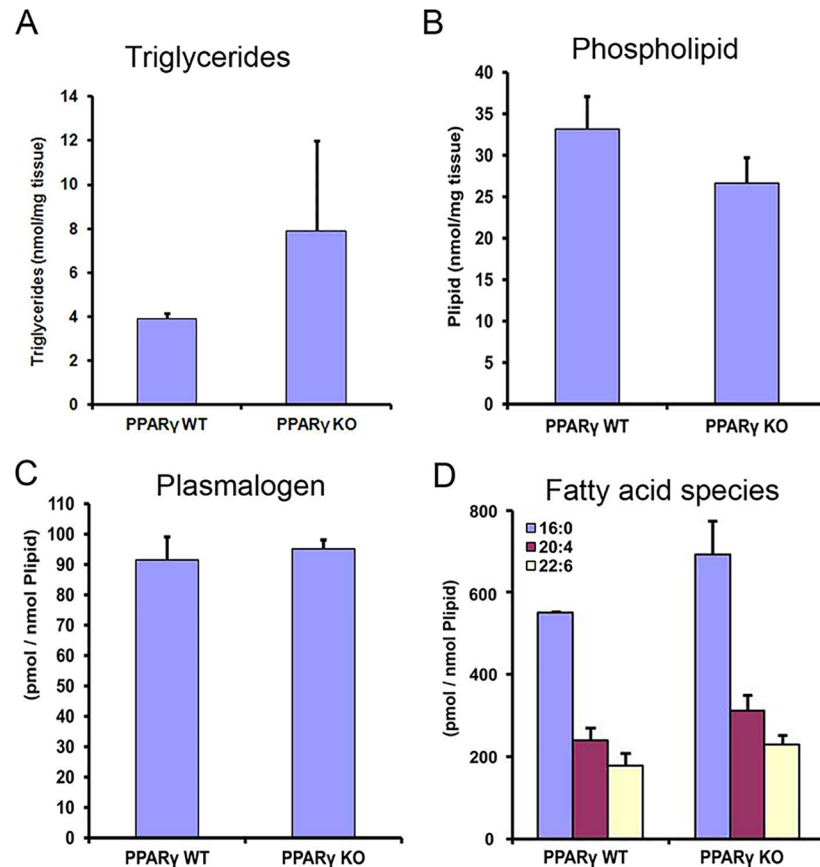 A
Triglycerides
Triglycerides (nmol/mg tissue)
14
12
10
8
6
4
2
0
PPARγ WT
PPARγ KO
B
Phospholipid
Plipid (nmol/mg tissue)
40
35
30
25
20
15
10
5
0
PPARγ WT
PPARγ KO
C
Plasmalogen
(pmol / nmol Plipid)
110
100
90
80
70
60
50
40
30
20
10
0
PPARγ WT
PPARγ KO
D
Fatty acid species
(pmol / nmol Plipid)
800
600
400
200
0
16:0
20:4
22:6
PPARγ WT
PPARγ KO